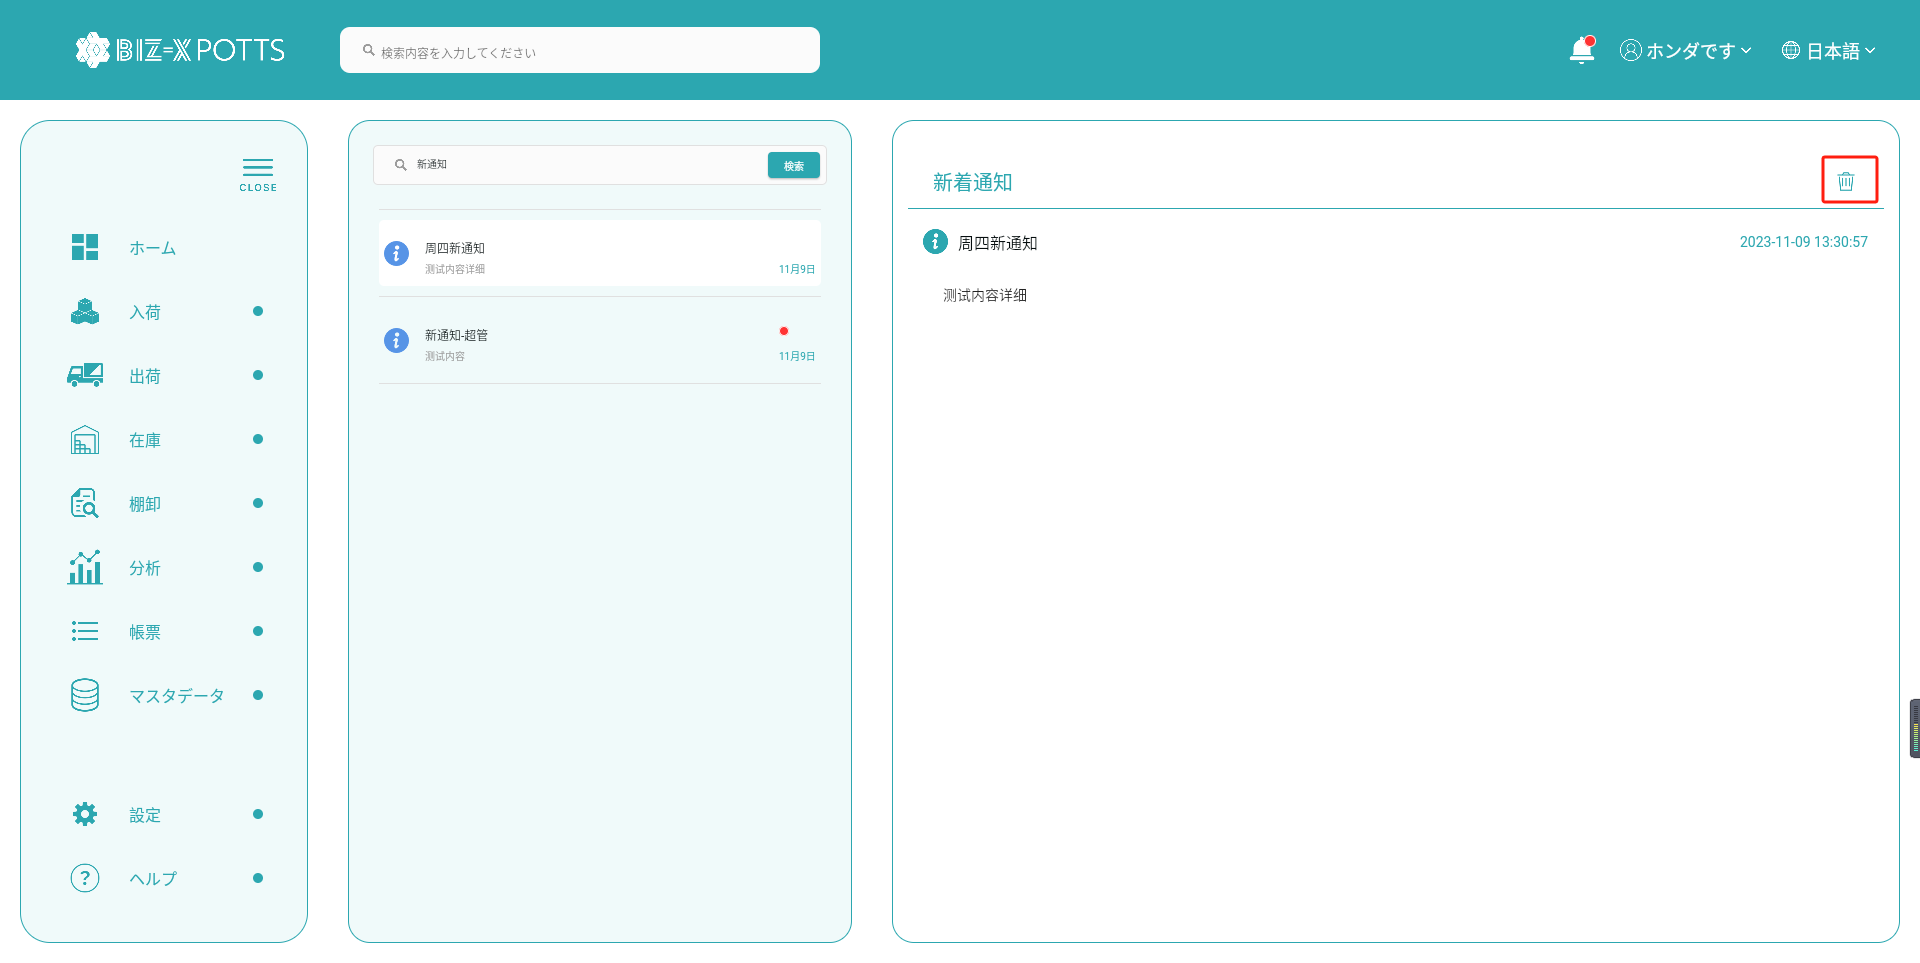 BIZ-X POTTS
検索内容を入力してください
ホンダです
日本語
CLOSE
ホーム
入荷
出荷
在庫
棚卸
分析
帳票
マスタデータ
設定
ヘルプ
新通知
検索
周四新通知
测试内容详细
11月9日
新通知-超管
测试内容
11月9日
新着通知
周四新通知
2023-11-09 13:30:57
测试内容详细